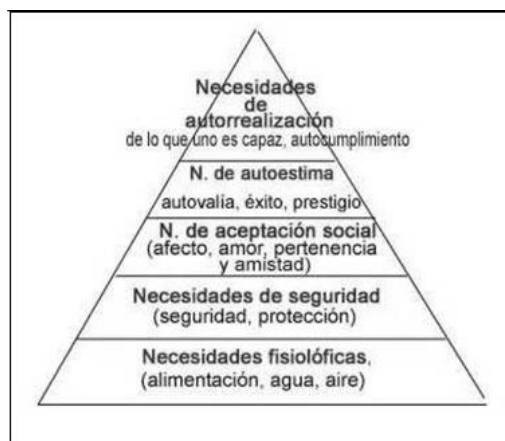 Necesidades
de
autorrealización
de lo que uno es capaz, autocumplimiento
N. de autoestima
autovalía, éxito, prestigio
N. de aceptación social
(afecto, amor, pertenencia
y amistad)
Necesidades de seguridad
(seguridad, protección)
Necesidades fisiolóficas,
(alimentación, agua, aire)